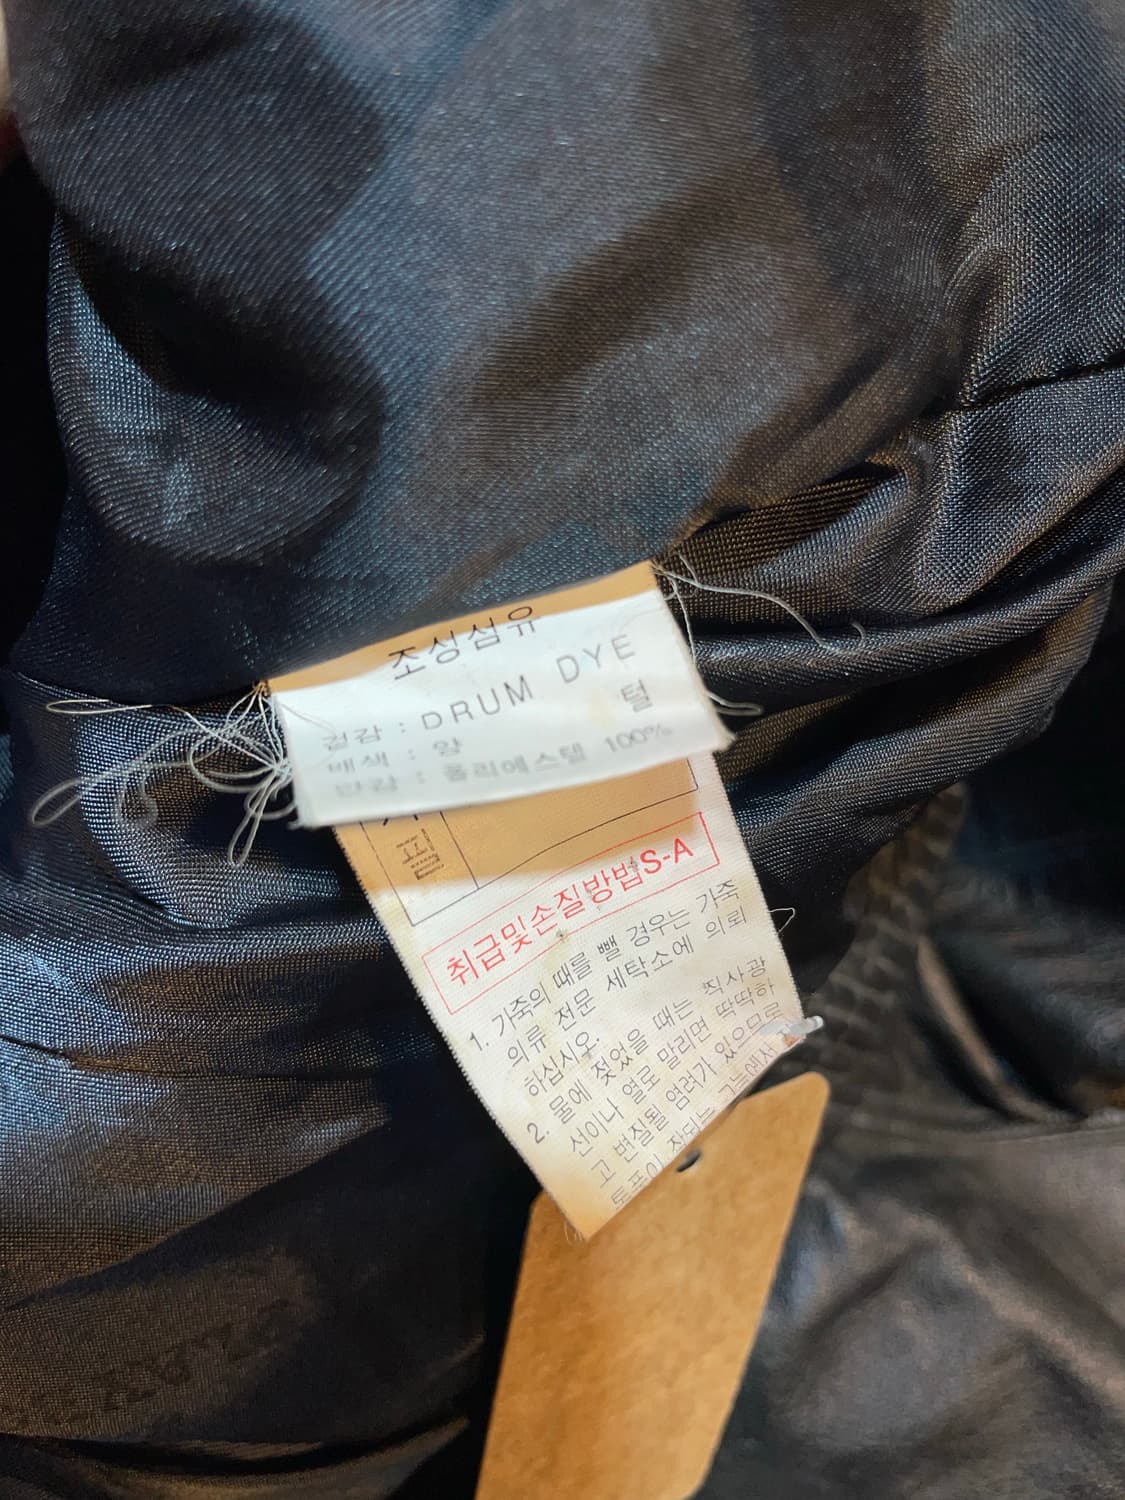 조성섬유
겉감 : DRUM DYE
배색 : 양 털
안감 : 폴리에스텔 100%
취급및손질방법S-A
1. 가죽의 때를 뺄 경우는 가죽
의류 전문 세탁소에 의뢰
하십시오.
2. 물에 젖었을 때는 직사광
선이나 열로 말리면 딱딱하
고 변질될 염려가 있으므로
그늘에서